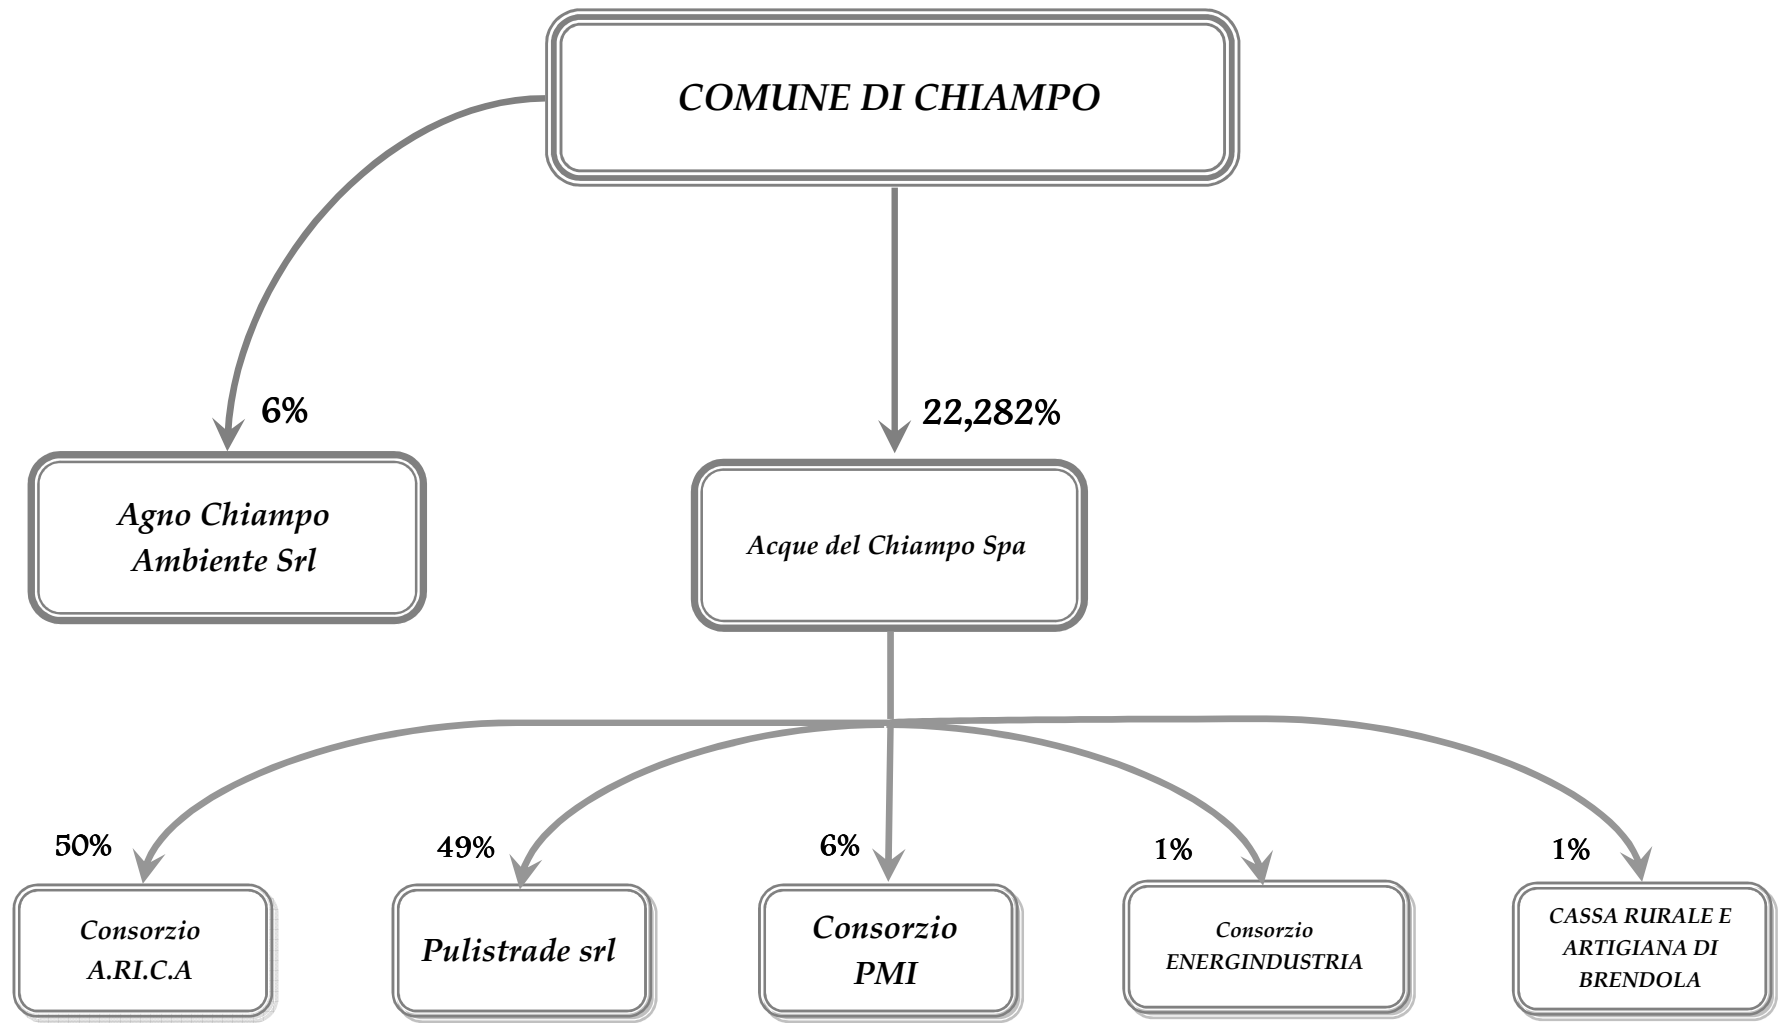 COMUNE DI CHIAMPO
6%
22,282%
Agno Chiampo
Ambiente Srl
Acque del Chiampo Spa
50%
49%
6%
1%
1%
Consorzio
A.RI.C.A
Pulistrade srl
Consorzio
PMI
Consorzio
ENERGINDUSTRIA
CASSA RURALE E
ARTIGIANA DI
BRENDOLA